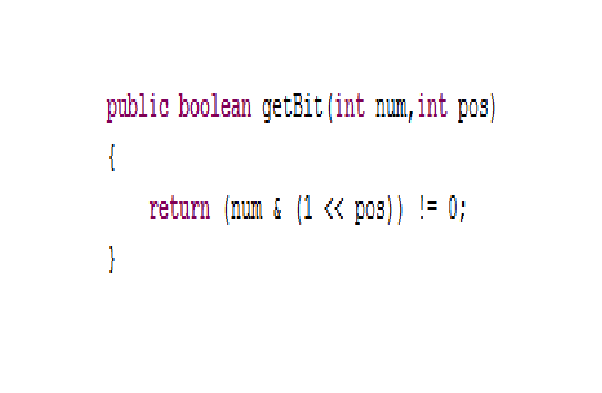 public boolean getBit(int num,int pos)
{
return (num & (1 << pos)) != 0;
}